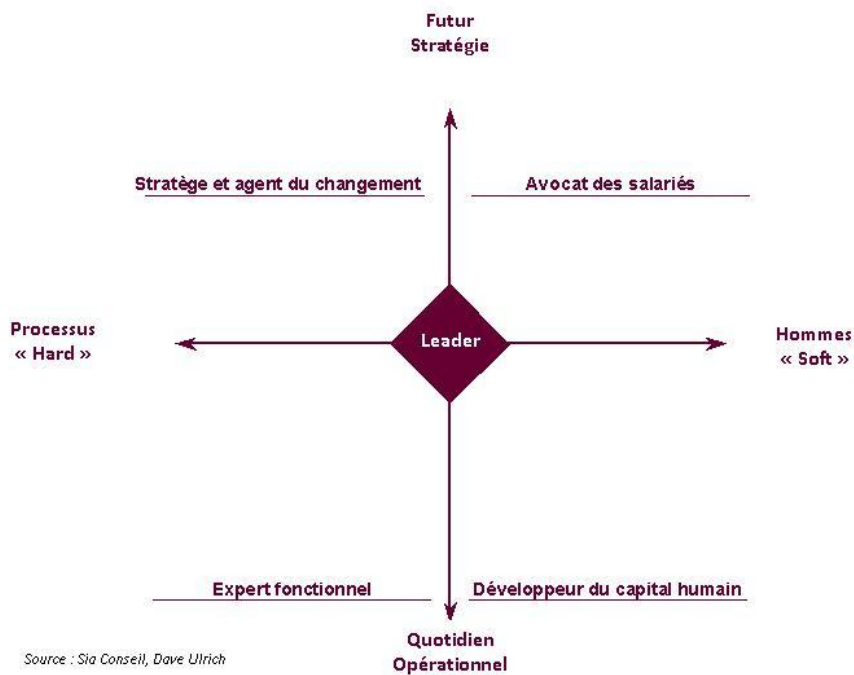 Futur
Stratégie
Stratège et agent du changement
Avocat des salariés
Processus
« Hard »
Leader
Hommes
« Soft »
Expert fonctionnel
Développeur du capital humain
Quotidien
Opérationnel
Source : Sia Conseil, Dave Ulrich